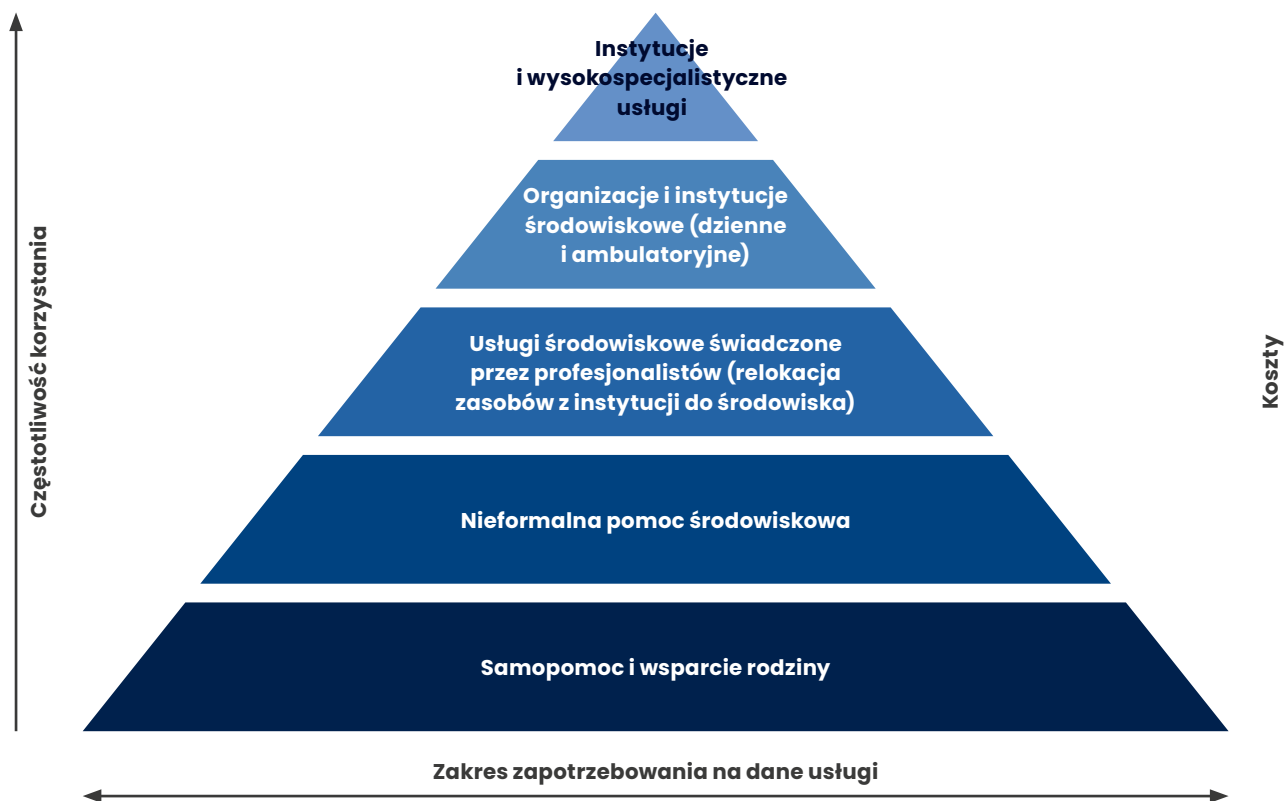 Instytucje
i wysokospecjalistyczne
usługi
Organizacje i instytucje
środowiskowe (dzienne
i ambulatoryjne)
Usługi środowiskowe świadczone
przez profesjonalistów (relokacja
zasobów z instytucji do środowiska)
Nieformalna pomoc środowiskowa
Samopomoc i wsparcie rodziny
Częstotliwość korzystania
Koszty
Zakres zapotrzebowania na dane usługi